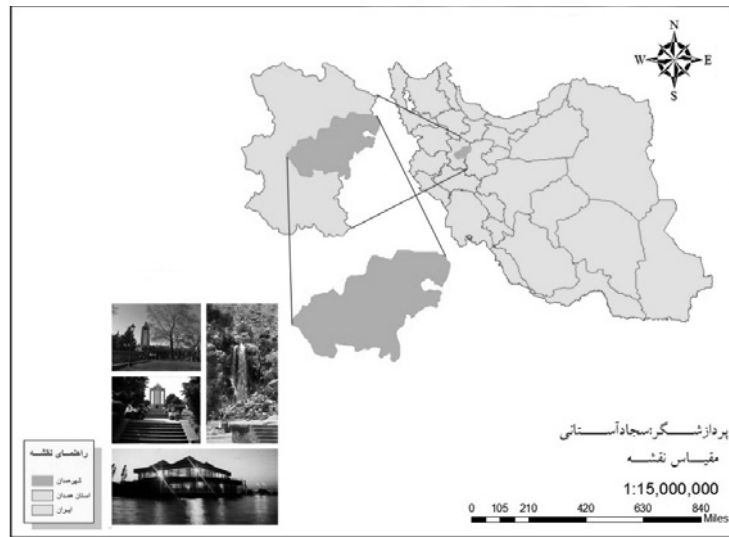 N
W E
S
پردازشگر:سجادآستانی
مقیاس نقشه
1:15,000,000
0 105 210 420 630 840
Miles
راهنمای نقشه
شهرهمدان
استان همدان
ایران